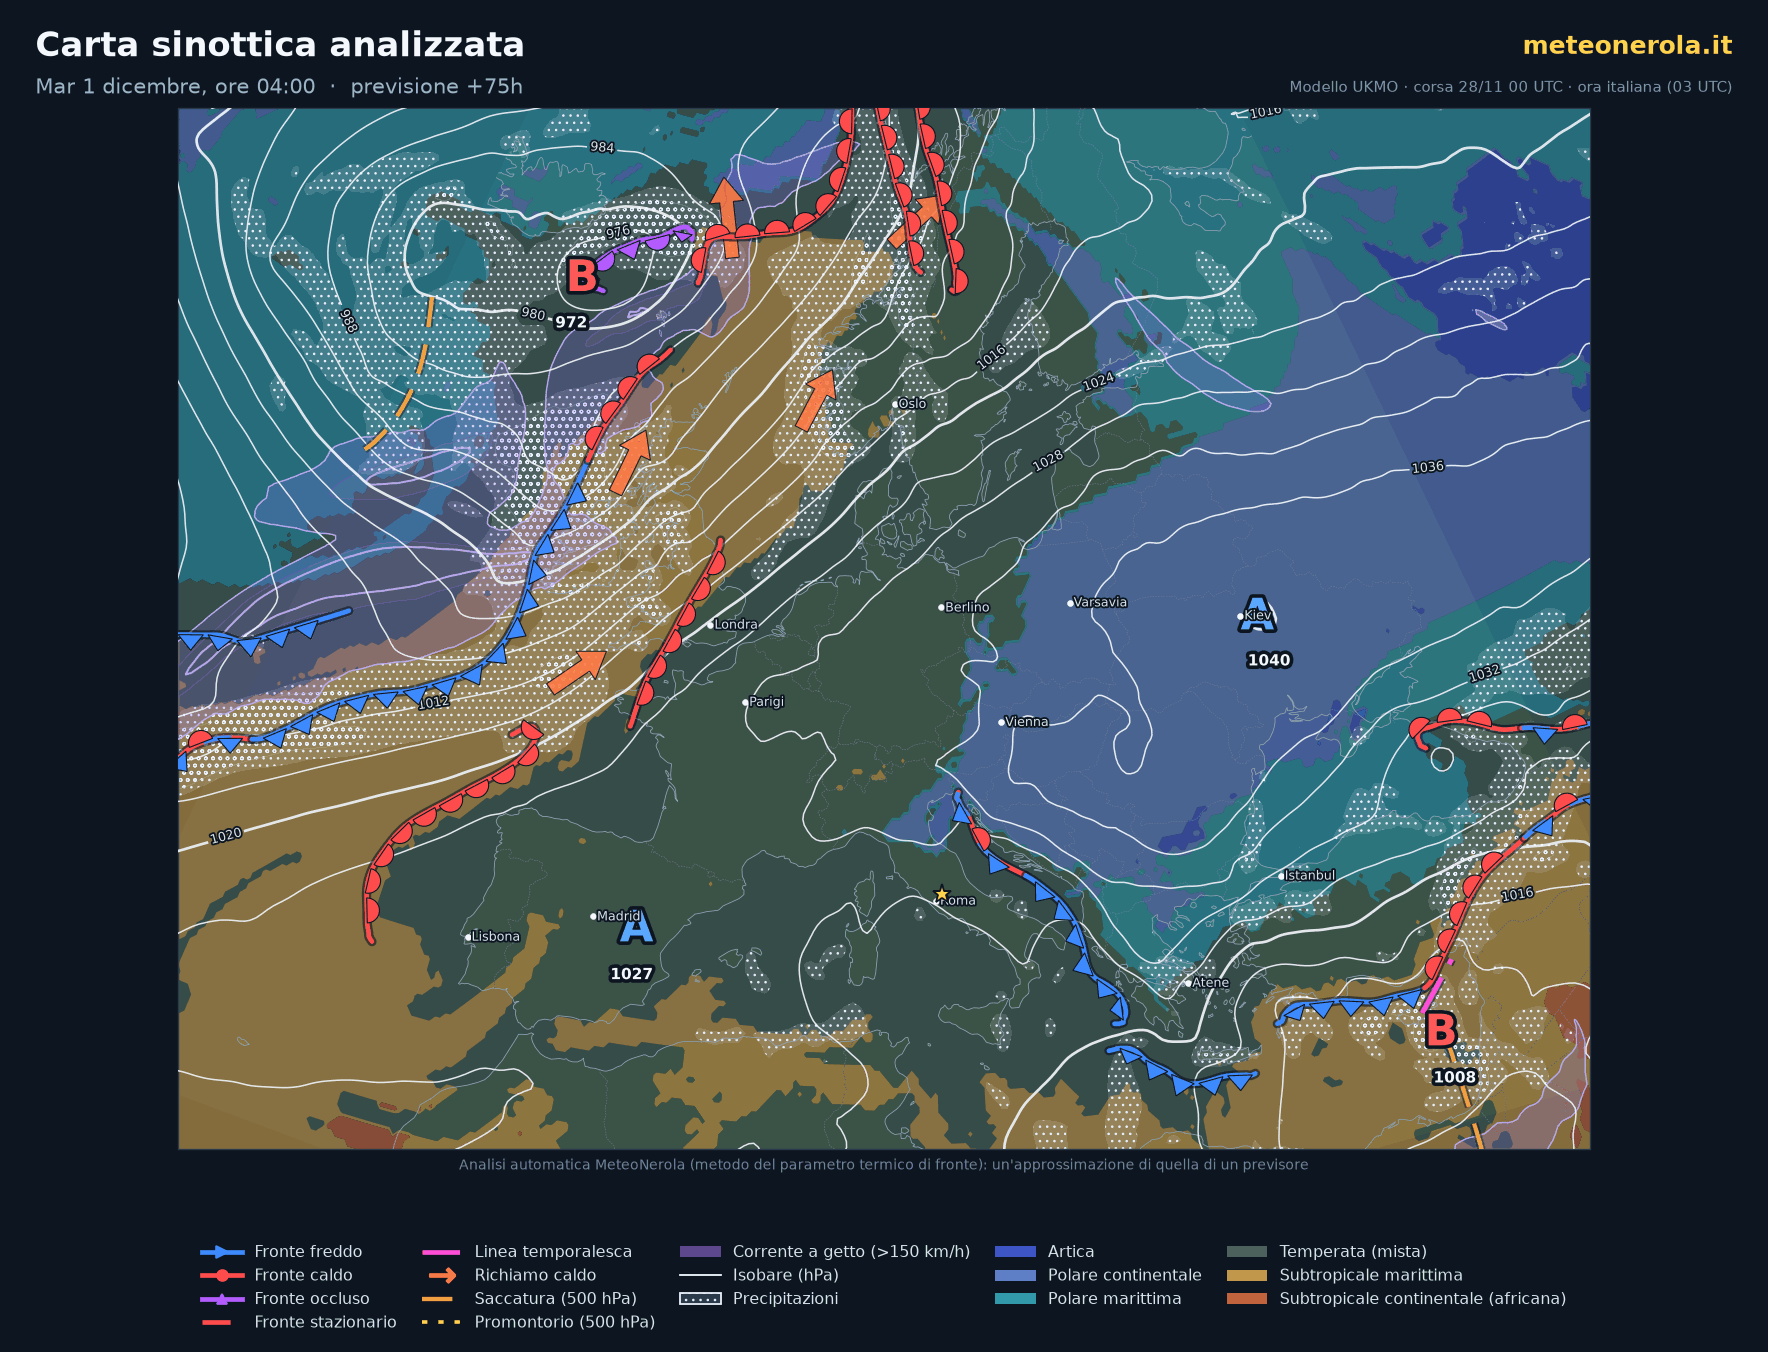 Carta sinottica analizzata
meteonerola.it
Mar 1 dicembre, ore 04:00 · previsione +75h
Modello UKMO · corsa 28/11 00 UTC · ora italiana (03 UTC)
1016
984
976
B
980
972
988
1016
1024
Oslo
1028
1036
Berlino
Varsavia
A
Kiev
Londra
1040
1032
Parigi
1012
Vienna
1020
Istanbul
1016
Roma
Madrid
A
Lisbona
1027
Atene
B
1008
Analisi automatica MeteoNerola (metodo del parametro termico di fronte): un'approssimazione di quella di un previsore
Fronte freddo
Fronte caldo
Fronte occluso
Fronte stazionario
Linea temporalesca
Richiamo caldo
Saccatura (500 hPa)
Promontorio (500 hPa)
Corrente a getto (>150 km/h)
Isobare (hPa)
Precipitazioni
Artica
Polare continentale
Polare marittima
Temperata (mista)
Subtropicale marittima
Subtropicale continentale (africana)